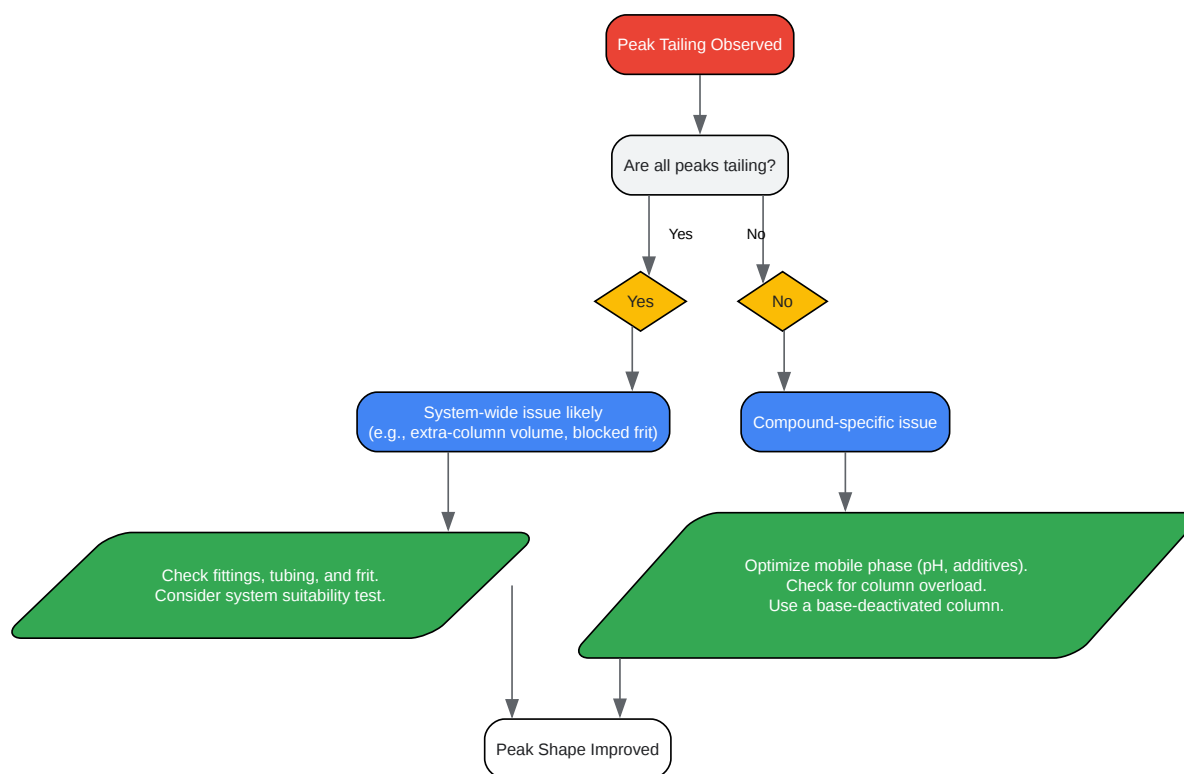 Peak Tailing Observed
Are all peaks tailing?
Yes
No
Yes
No
System-wide issue likely
(e.g., extra-column volume, blocked frit)
Compound-specific issue
Check fittings, tubing, and frit.
Consider system suitability test.
Optimize mobile phase (pH, additives).
Check for column overload.
Use a base-deactivated column.
Peak Shape Improved